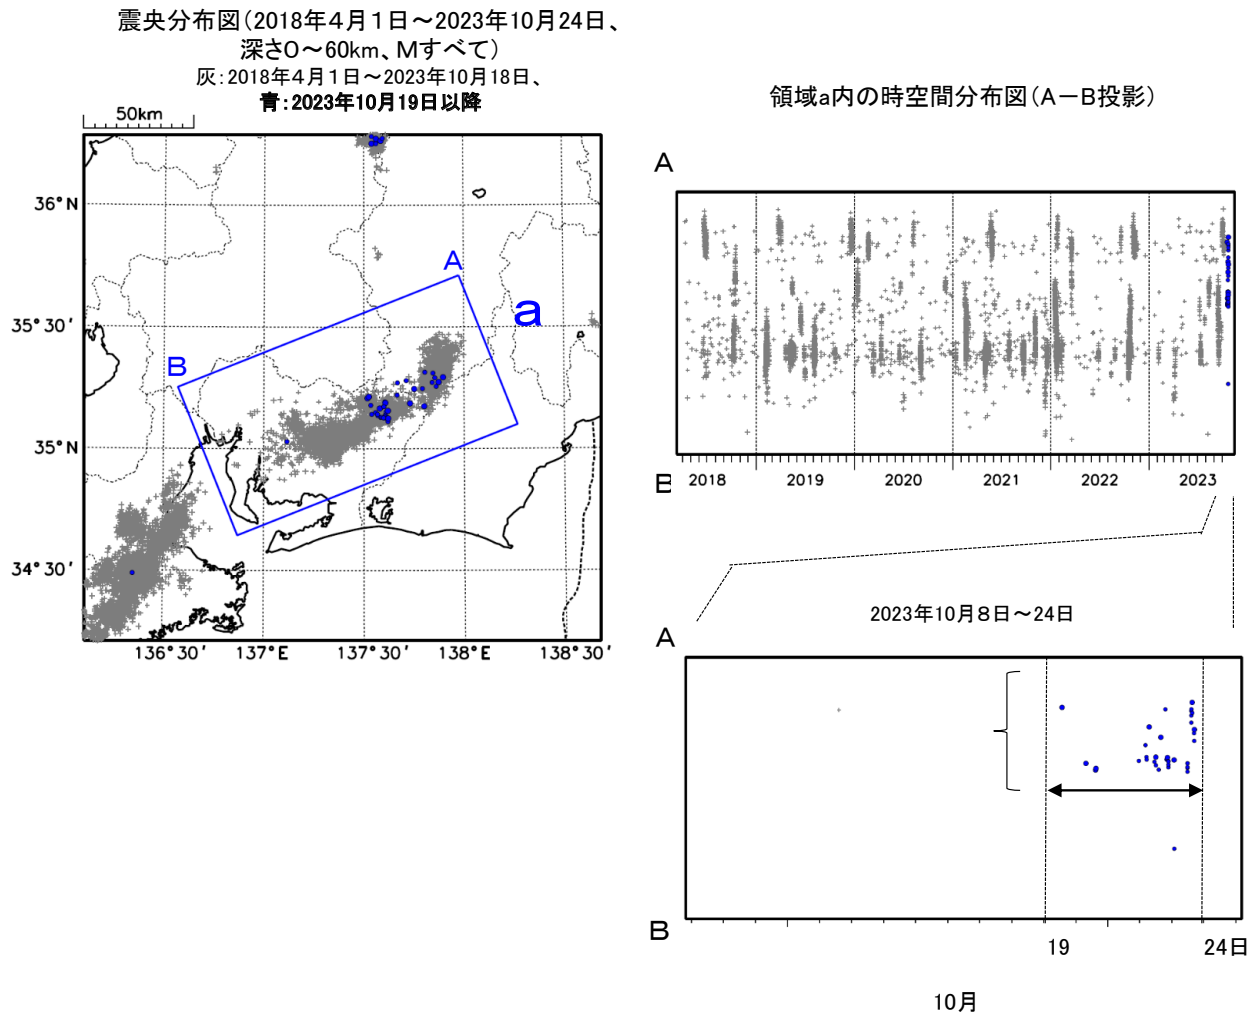 震央分布図(2018年4月1日～2023年10月24日、
深さ0～60km、Mすべて)
灰:2018年4月1日～2023年10月18日、
青:2023年10月19日以降
50km
36°N
35°30′
35°N
34°30′
136°30′
137°E
137°30′
138°E
138°30′
A
B
a
領域a内の時空間分布図(A－B投影)
A
B
2018
2019
2020
2021
2022
2023
2023年10月8日～24日
A
B
19
24日
10月